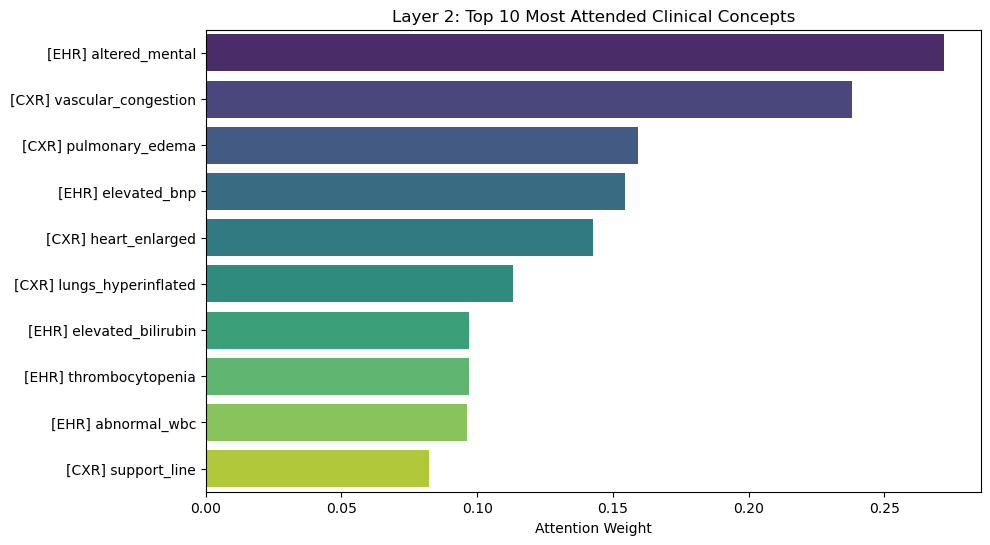 Layer 2: Top 10 Most Attended Clinical Concepts
[EHR] altered_mental
[CXR] vascular_congestion
[CXR] pulmonary_edema
[EHR] elevated_bnp
[CXR] heart_enlarged
[CXR] lungs_hyperinflated
[EHR] elevated_bilirubin
[EHR] thrombocytopenia
[EHR] abnormal_wbc
[CXR] support_line
0.00 0.05 0.10 0.15 0.20 0.25
Attention Weight